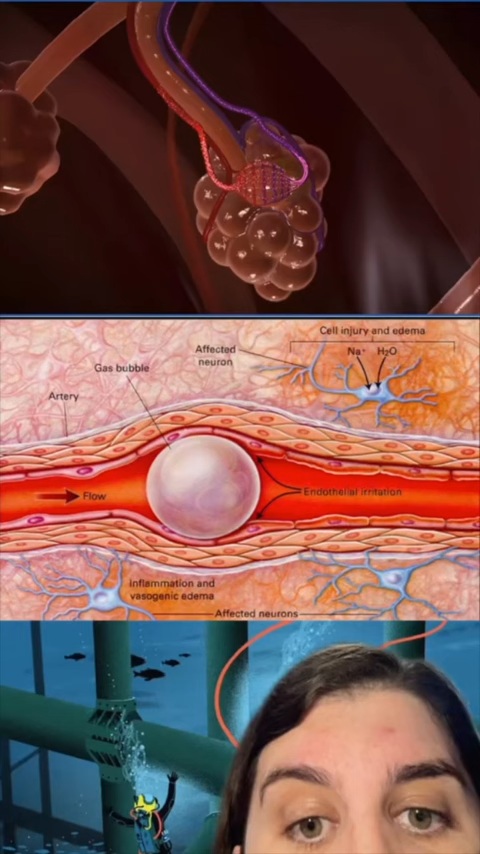 Cell injury and edema
Affected
neuron
Na⁺ H₂O
Gas bubble
Artery
Flow
Endothelial irritation
Inflammation and
vasogenic edema
Affected neurons